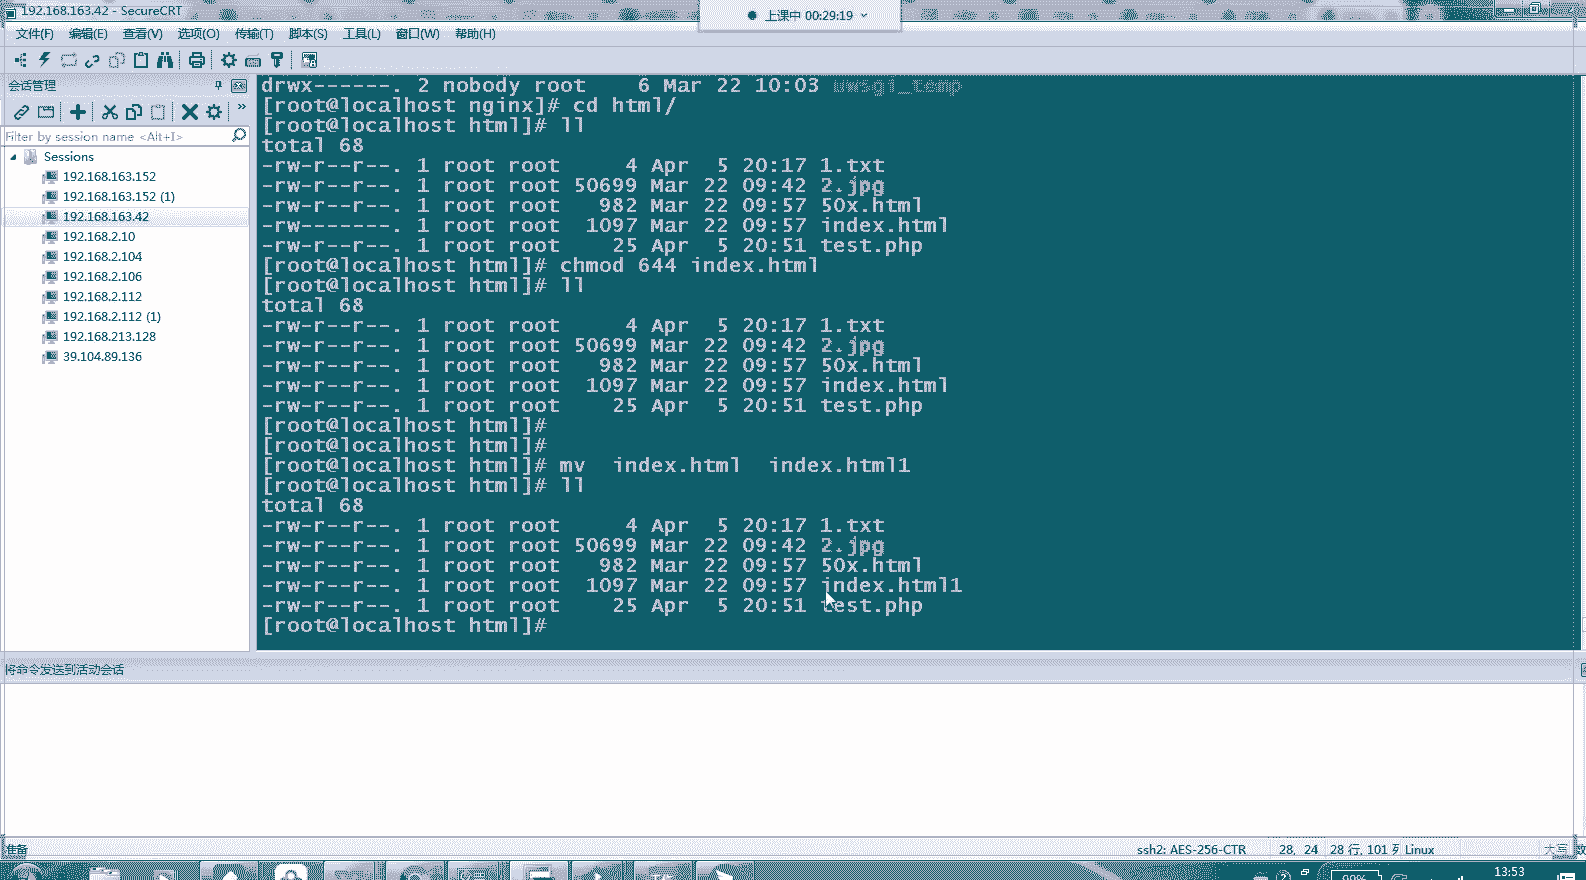 192.168.163.42 - SecureCRT
上课中 00:29:19
文件(F) 编辑(E) 查看(V) 选项(O) 传输(T) 脚本(S) 工具(L) 窗口(W) 帮助(H)
会话管理
Filter by session name <Alt+I>
Sessions
192.168.163.152
192.168.163.152 (1)
192.168.163.42
192.168.2.10
192.168.2.104
192.168.2.106
192.168.2.112
192.168.2.112 (1)
192.168.213.128
39.104.89.136
drwx------. 2 nobody root 6 Mar 22 10:03 uwsgi_temp
[root@localhost nginx]# cd html/
[root@localhost html]# ll
total 68
-rw-r--r--. 1 root root 4 Apr 5 20:17 1.txt
-rw-r--r--. 1 root root 50699 Mar 22 09:42 2.jpg
-rw-r--r--. 1 root root 982 Mar 22 09:57 50x.html
-rw-------. 1 root root 1097 Mar 22 09:57 index.html
-rw-r--r--. 1 root root 25 Apr 5 20:51 test.php
[root@localhost html]# chmod 644 index.html
[root@localhost html]# ll
total 68
-rw-r--r--. 1 root root 4 Apr 5 20:17 1.txt
-rw-r--r--. 1 root root 50699 Mar 22 09:42 2.jpg
-rw-r--r--. 1 root root 982 Mar 22 09:57 50x.html
-rw-r--r--. 1 root root 1097 Mar 22 09:57 index.html
-rw-r--r--. 1 root root 25 Apr 5 20:51 test.php
[root@localhost html]#
[root@localhost html]#
[root@localhost html]# mv index.html index.html1
[root@localhost html]# ll
total 68
-rw-r--r--. 1 root root 4 Apr 5 20:17 1.txt
-rw-r--r--. 1 root root 50699 Mar 22 09:42 2.jpg
-rw-r--r--. 1 root root 982 Mar 22 09:57 50x.html
-rw-r--r--. 1 root root 1097 Mar 22 09:57 index.html1
-rw-r--r--. 1 root root 25 Apr 5 20:51 test.php
[root@localhost html]#
将命令发送到活动会话
准备
ssh2: AES-256-CTR 28, 24 28 行, 101 列 Linux 大写 数
99%
13:53